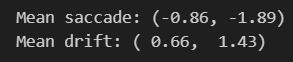 Mean saccade: (-0.86, -1.89)
Mean drift: ( 0.66,  1.43)